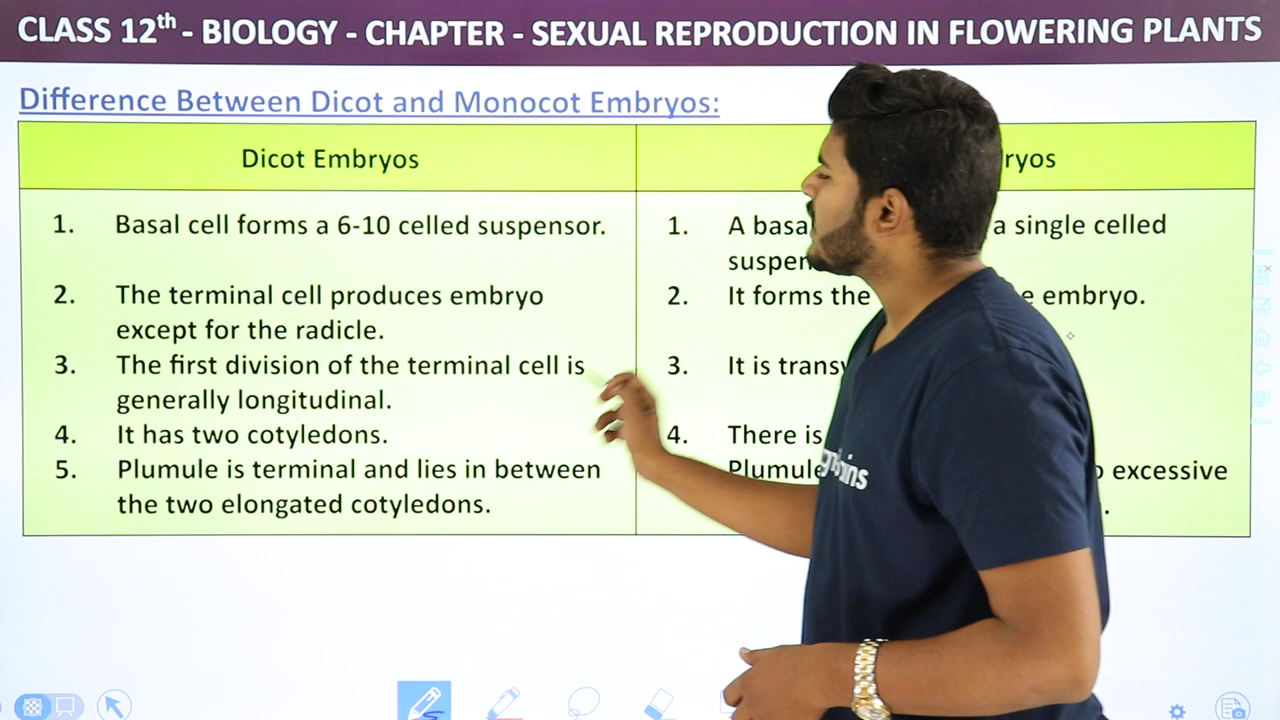 CLASS 12th - BIOLOGY - CHAPTER - SEXUAL REPRODUCTION IN FLOWERING PLANTS
Difference Between Dicot and Monocot Embryos:
Dicot Embryos
1. Basal cell forms a 6-10 celled suspensor.
2. The terminal cell produces embryo
except for the radicle.
3. The first division of the terminal cell is
generally longitudinal.
4. It has two cotyledons.
5. Plumule is terminal and lies in between
the two elongated cotyledons.
1. A a single celled
2. It forms the embryo.
3. It is
4. There is
Plumule excessive